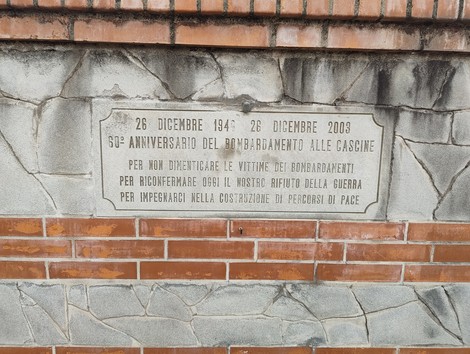 26 DICEMBRE 26 DICEMBRE 2003
60° ANNIVERSARIO DEL BOMBARDAMENTO ALLE CASCINE
PER NON DIMENTICARE LE VITTIME DEI BOMBARDAMENTI
PER RICONFERMARE OGGI IL NOSTRO RIFIUTO DELLA GUERRA
PER IMPEGNARCI NELLA COSTRUZIONE DI PERCORSI DI PACE